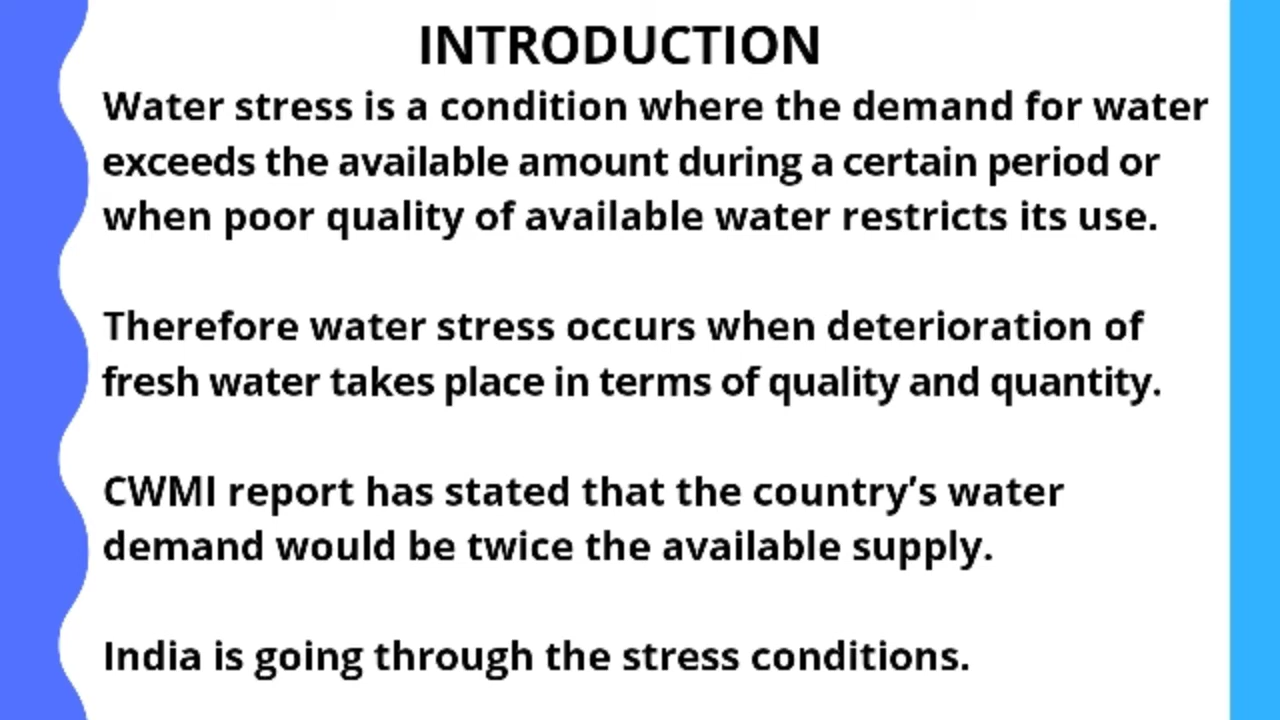 INTRODUCTION
Water stress is a condition where the demand for water
exceeds the available amount during a certain period or
when poor quality of available water restricts its use.
Therefore water stress occurs when deterioration of
fresh water takes place in terms of quality and quantity.
CWMI report has stated that the country’s water
demand would be twice the available supply.
India is going through the stress conditions.